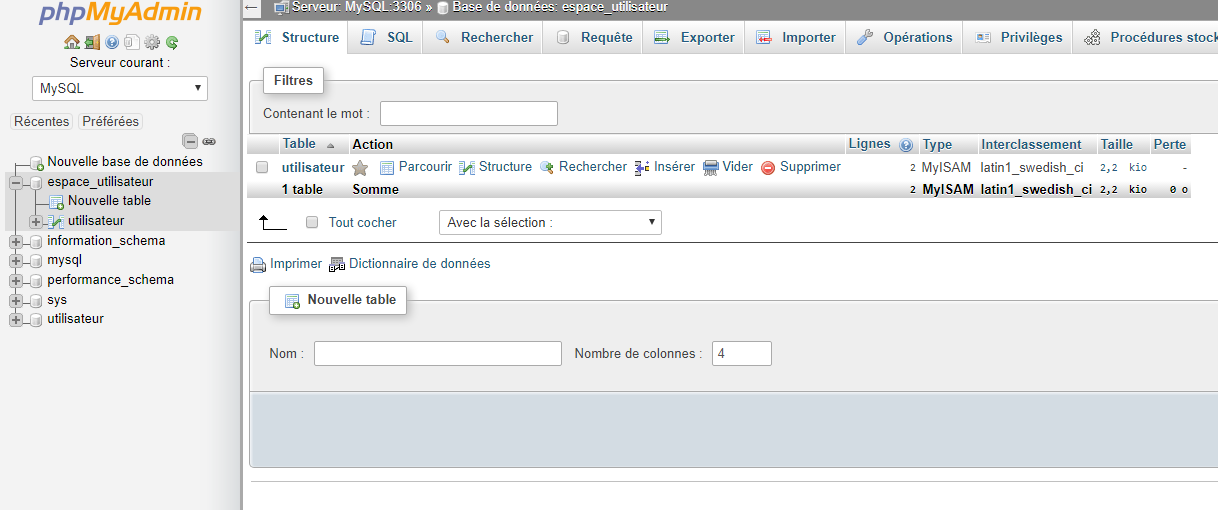 phpMyAdmin
Serveur courant :
MySQL
Récentes Préférées
Nouvelle base de données
espace_utilisateur
Nouvelle table
utilisateur
information_schema
mysql
performance_schema
sys
utilisateur
Serveur: MySQL:3306 » Base de données: espace_utilisateur
Structure SQL Rechercher Requête Exporter Importer Opérations Privilèges Procédures stock
Filtres
Contenant le mot :
Table Action Lignes Type Interclassement Taille Perte
utilisateur Parcourir Structure Rechercher Insérer Vider Supprimer 2 MyISAM latin1_swedish_ci 2,2 kio -
1 table Somme 2 MyISAM latin1_swedish_ci 2,2 kio 0 o
Tout cocher Avec la sélection :
Imprimer Dictionnaire de données
Nouvelle table
Nom : Nombre de colonnes : 4